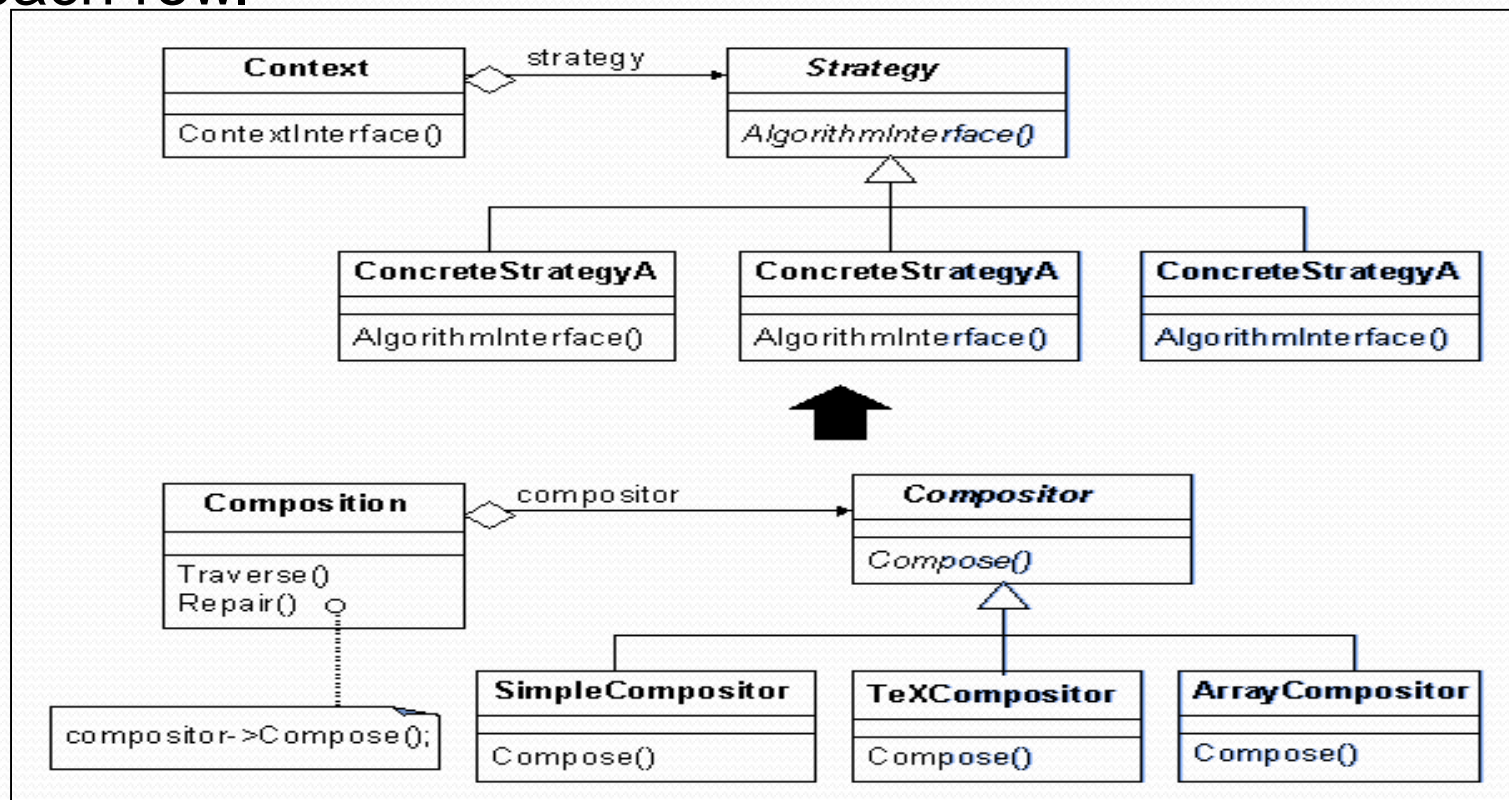 each row.
Context
strategy
Strategy
ContextInterface()
AlgorithmInterface()
ConcreteStrategyA
ConcreteStrategyA
ConcreteStrategyA
AlgorithmInterface()
AlgorithmInterface()
AlgorithmInterface()
Composition
compositor
Compositor
Traverse()
Repair()
Compose()
compositor->Compose();
SimpleCompositor
TeXCompositor
ArrayCompositor
Compose()
Compose()
Compose()